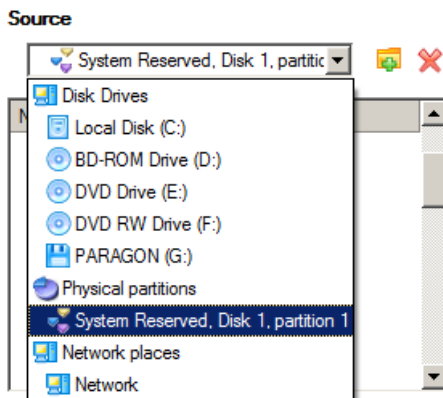 Source
System Reserved, Disk 1, partitic
Disk Drives
Local Disk (C:)
BD-ROM Drive (D:)
DVD Drive (E:)
DVD RW Drive (F:)
PARAGON (G:)
Physical partitions
System Reserved, Disk 1, partition 1
Network places
Network